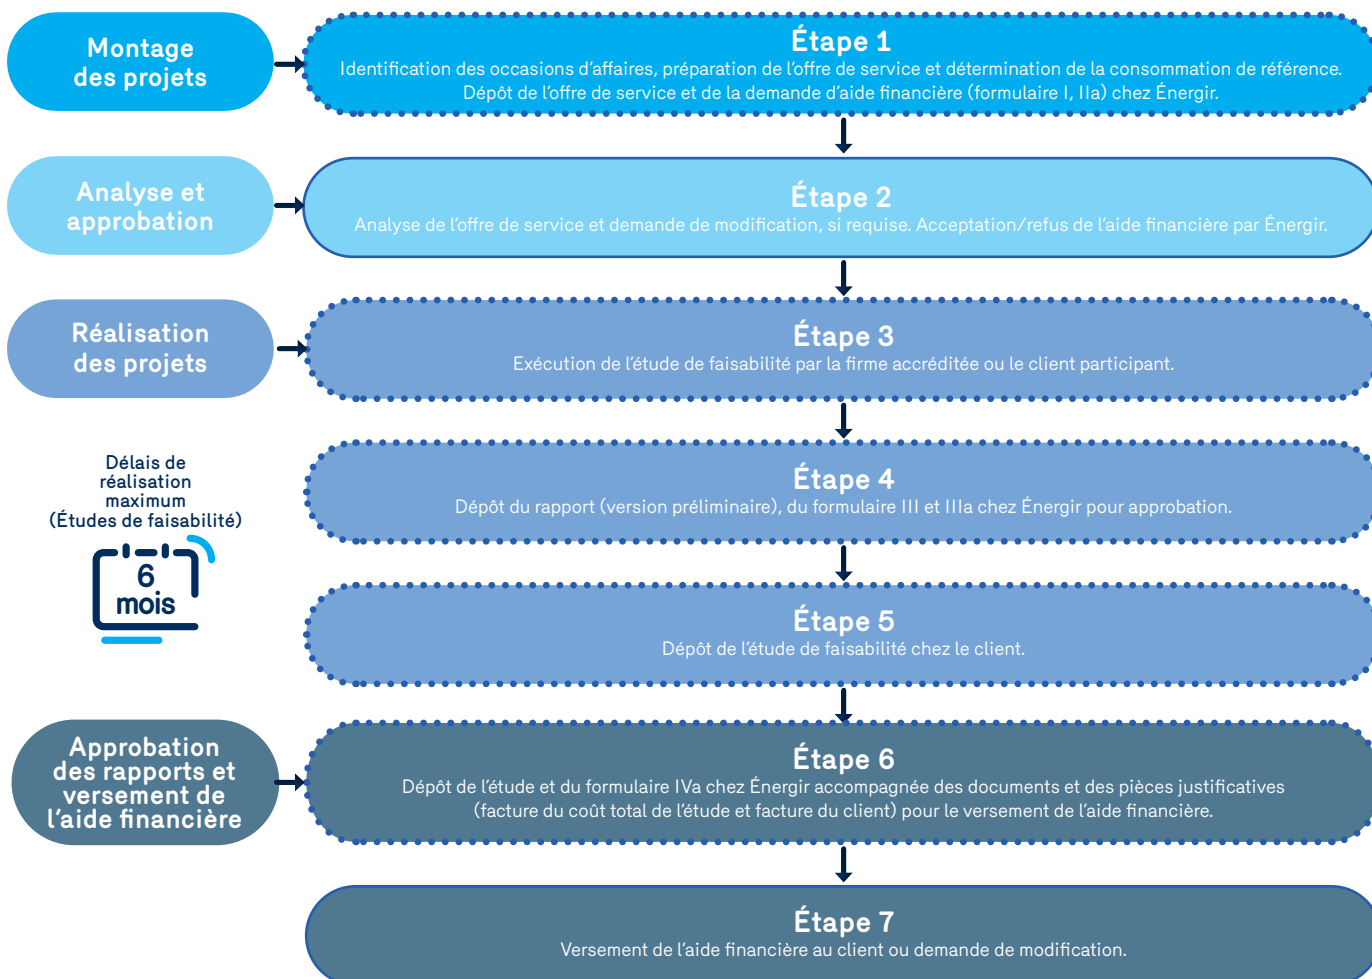 Montage
des projets
Étape 1
Identification des occasions d'affaires, préparation de l'offre de service et détermination de la consommation de référence.
Dépôt de l'offre de service et de la demande d'aide financière (formulaire I, IIa) chez Énergir.
Analyse et
approbation
Étape 2
Analyse de l'offre de service et demande de modification, si requise. Acceptation/refus de l'aide financière par Énergir.
Réalisation
des projets
Étape 3
Exécution de l'étude de faisabilité par la firme accréditée ou le client participant.
Délais de
réalisation
maximum
(Études de faisabilité)
6
mois
Étape 4
Dépôt du rapport (version préliminaire), du formulaire III et IIIa chez Énergir pour approbation.
Étape 5
Dépôt de l'étude de faisabilité chez le client.
Approbation
des rapports et
versement de
l'aide financière
Étape 6
Dépôt de l'étude et du formulaire IVa chez Énergir accompagnée des documents et des pièces justificatives
(facture du coût total de l'étude et facture du client) pour le versement de l'aide financière.
Étape 7
Versement de l'aide financière au client ou demande de modification.